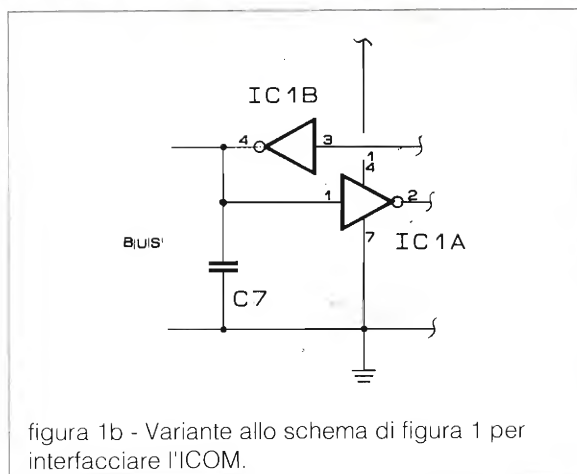 IC1B
4 3
1
4
1 2
7
IC1A
BUS
C7
figura 1b - Variante allo schema di figura 1 per
interfacciare l'ICOM.